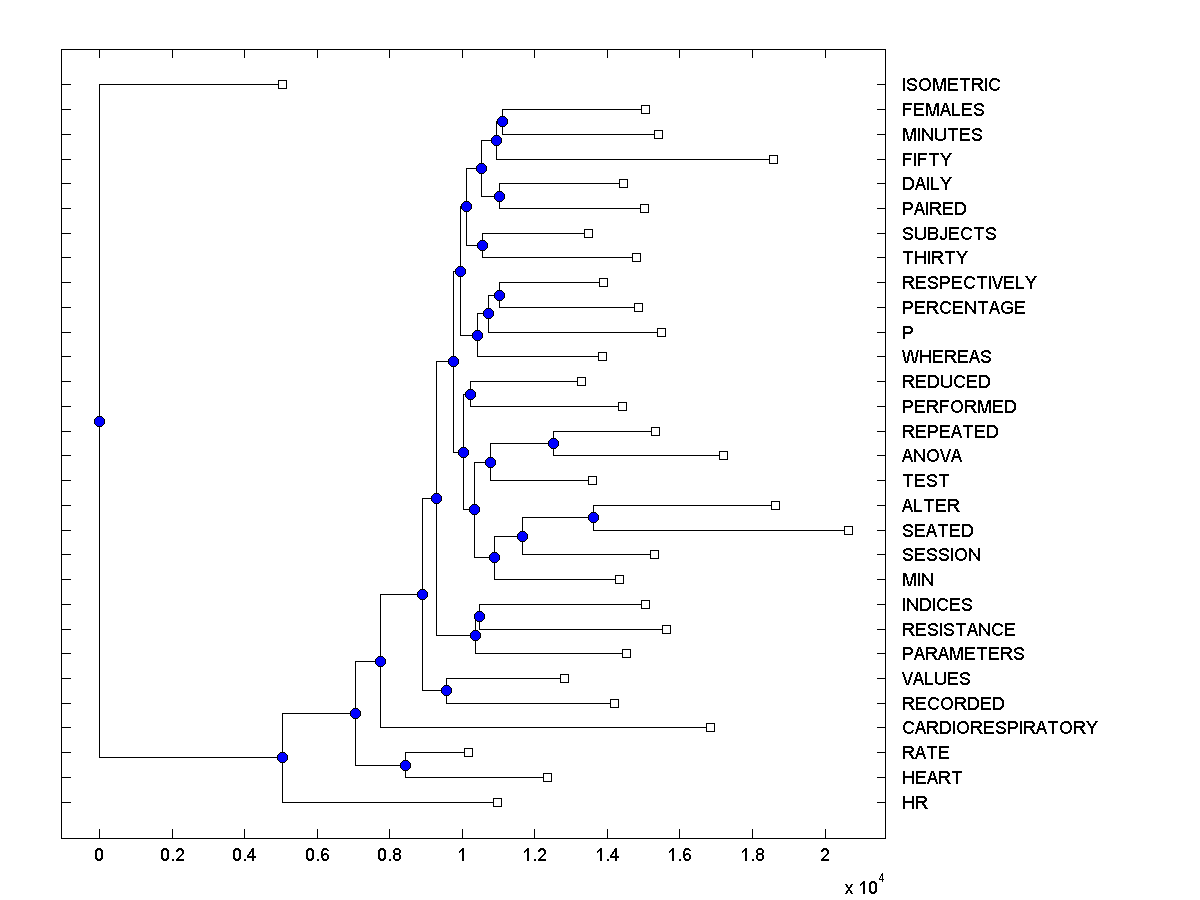 ISOMETRIC
FEMALES
MINUTES
FIFTY
DAILY
PAIRED
SUBJECTS
THIRTY
RESPECTIVELY
PERCENTAGE
P
WHEREAS
REDUCED
PERFORMED
REPEATED
ANOVA
TEST
ALTER
SEATED
SESSION
MIN
INDICES
RESISTANCE
PARAMETERS
VALUES
RECORDED
CARDIORESPIRATORY
RATE
HEART
HR
0 0.2 0.4 0.6 0.8 1 1.2 1.4 1.6 1.8 2
x 10^4